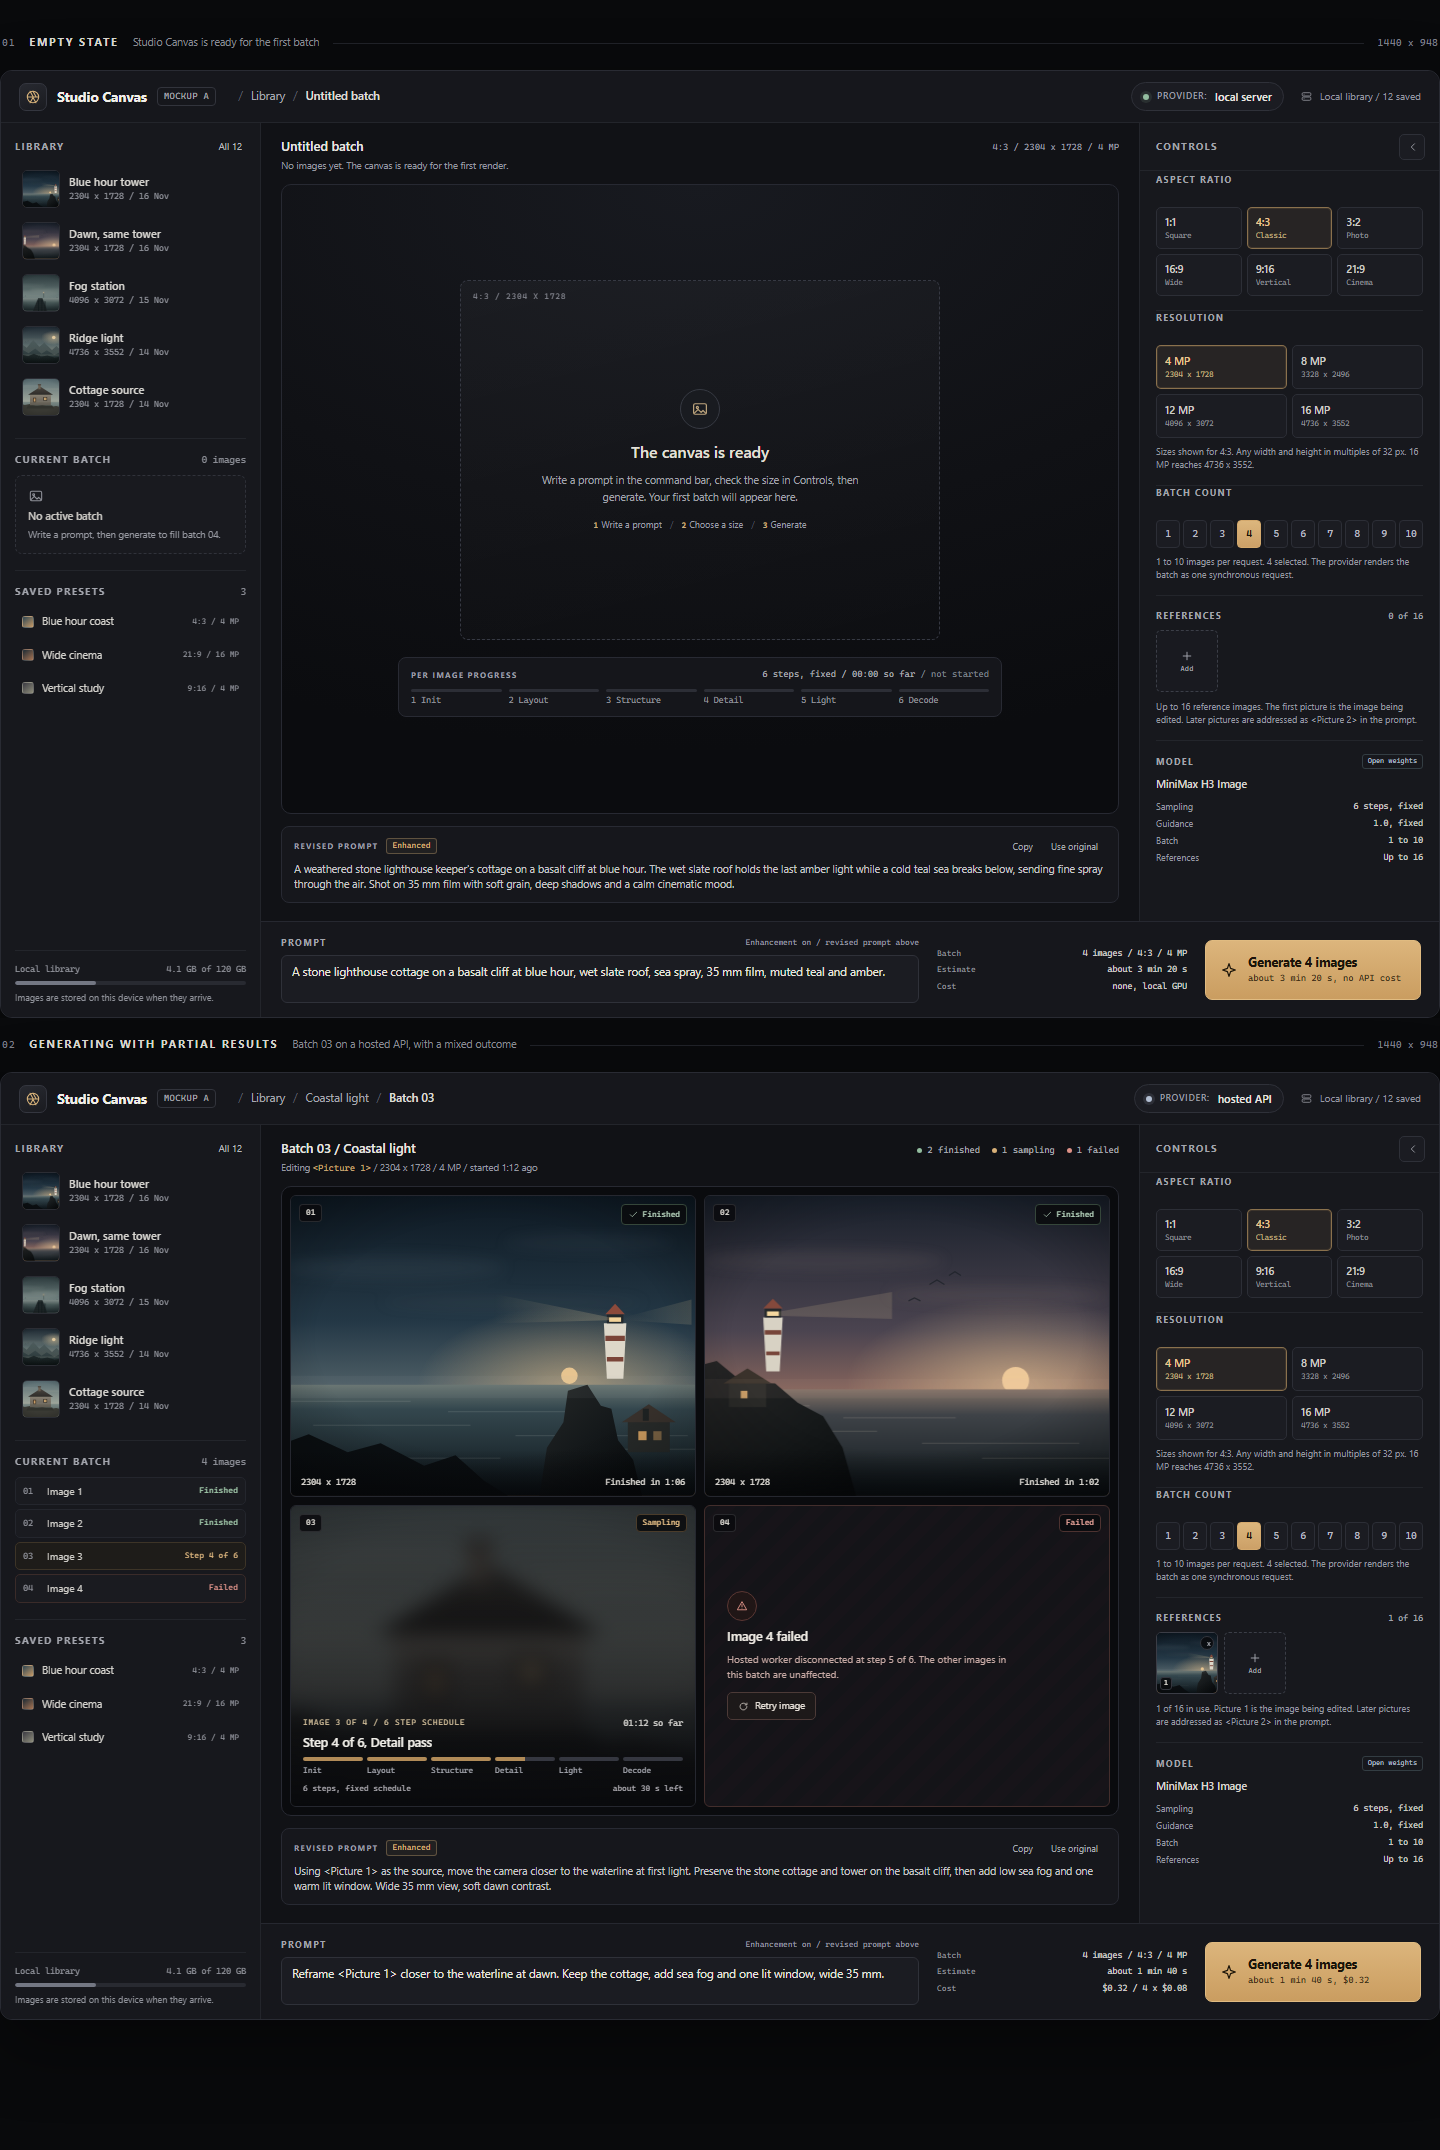 01 EMPTY STATE Studio Canvas is ready for the first batch 1440 x 948
Studio Canvas MOCKUP A / Library / Untitled batch PROVIDER: local server Local library / 12 saved
LIBRARY All 12
Blue hour tower
2304 x 1728 / 16 Nov
Dawn, same tower
2304 x 1728 / 16 Nov
Fog station
4096 x 3072 / 15 Nov
Ridge light
4736 x 3552 / 14 Nov
Cottage source
2304 x 1728 / 14 Nov
CURRENT BATCH 0 images
No active batch
Write a prompt, then generate to fill batch 04.
SAVED PRESETS 3
Blue hour coast 4:3 / 4 MP
Wide cinema 21:9 / 16 MP
Vertical study 9:16 / 4 MP
Local library 4.1 GB of 120 GB
Images are stored on this device when they arrive.
Untitled batch 4:3 / 2304 x 1728 / 4 MP
No images yet. The canvas is ready for the first render.
4:3 / 2304 X 1728
The canvas is ready
Write a prompt in the command bar, check the size in Controls, then
generate. Your first batch will appear here.
1 Write a prompt / 2 Choose a size / 3 Generate
PER IMAGE PROGRESS 6 steps, fixed / 00:00 so far / not started
1 Init 2 Layout 3 Structure 4 Detail 5 Light 6 Decode
REVISED PROMPT Enhanced Copy Use original
A weathered stone lighthouse keeper's cottage on a basalt cliff at blue hour. The wet slate roof holds the last amber light while a cold teal sea breaks below, sending fine spray
through the air. Shot on 35 mm film with soft grain, deep shadows and a calm cinematic mood.
PROMPT Enhancement on / revised prompt above
A stone lighthouse cottage on a basalt cliff at blue hour, wet slate roof, sea spray, 35 mm film, muted teal and amber.
Batch 4 images / 4:3 / 4 MP
Estimate about 3 min 20 s
Cost none, local GPU
Generate 4 images
about 3 min 20 s, no API cost
CONTROLS
ASPECT RATIO
1:1 4:3 3:2
Square Classic Photo
16:9 9:16 21:9
Wide Vertical Cinema
RESOLUTION
4 MP 8 MP
2304 x 1728 3328 x 2496
12 MP 16 MP
4096 x 3072 4736 x 3552
Sizes shown for 4:3. Any width and height in multiples of 32 px. 16
MP reaches 4736 x 3552.
BATCH COUNT
1 2 3 4 5 6 7 8 9 10
1 to 10 images per request. 4 selected. The provider renders the
batch as one synchronous request.
REFERENCES 0 of 16
Add
Up to 16 reference images. The first picture is the image being
edited. Later pictures are addressed as <Picture 2> in the prompt.
MODEL Open weights
MiniMax H3 Image
Sampling 6 steps, fixed
Guidance 1.0, fixed
Batch 1 to 10
References Up to 16
02 GENERATING WITH PARTIAL RESULTS Batch 03 on a hosted API, with a mixed outcome 1440 x 948
Studio Canvas MOCKUP A / Library / Coastal light / Batch 03 PROVIDER: hosted API Local library / 12 saved
LIBRARY All 12
Blue hour tower
2304 x 1728 / 16 Nov
Dawn, same tower
2304 x 1728 / 16 Nov
Fog station
4096 x 3072 / 15 Nov
Ridge light
4736 x 3552 / 14 Nov
Cottage source
2304 x 1728 / 14 Nov
CURRENT BATCH 4 images
01 Image 1 Finished
02 Image 2 Finished
03 Image 3 Step 4 of 6
04 Image 4 Failed
SAVED PRESETS 3
Blue hour coast 4:3 / 4 MP
Wide cinema 21:9 / 16 MP
Vertical study 9:16 / 4 MP
Local library 4.1 GB of 120 GB
Images are stored on this device when they arrive.
Batch 03 / Coastal light 2 finished 1 sampling 1 failed
Editing <Picture 1> / 2304 x 1728 / 4 MP / started 1:12 ago
01 Finished
2304 x 1728 Finished in 1:06
02 Finished
2304 x 1728 Finished in 1:02
03 Sampling
IMAGE 3 OF 4 / 6 STEP SCHEDULE 01:12 so far
Step 4 of 6, Detail pass
Init Layout Structure Detail Light Decode
6 steps, fixed schedule about 30 s left
04 Failed
Image 4 failed
Hosted worker disconnected at step 5 of 6. The other images in
this batch are unaffected.
Retry image
REVISED PROMPT Enhanced Copy Use original
Using <Picture 1> as the source, move the camera closer to the waterline at first light. Preserve the stone cottage and tower on the basalt cliff, then add low sea fog and one
warm lit window. Wide 35 mm view, soft dawn contrast.
PROMPT Enhancement on / revised prompt above
Reframe <Picture 1> closer to the waterline at dawn. Keep the cottage, add sea fog and one lit window, wide 35 mm.
Batch 4 images / 4:3 / 4 MP
Estimate about 1 min 40 s
Cost $0.32 / 4 x $0.08
Generate 4 images
about 1 min 40 s, $0.32
CONTROLS
ASPECT RATIO
1:1 4:3 3:2
Square Classic Photo
16:9 9:16 21:9
Wide Vertical Cinema
RESOLUTION
4 MP 8 MP
2304 x 1728 3328 x 2496
12 MP 16 MP
4096 x 3072 4736 x 3552
Sizes shown for 4:3. Any width and height in multiples of 32 px. 16
MP reaches 4736 x 3552.
BATCH COUNT
1 2 3 4 5 6 7 8 9 10
1 to 10 images per request. 4 selected. The provider renders the
batch as one synchronous request.
REFERENCES 1 of 16
x
1
Add
1 of 16 in use. Picture 1 is the image being edited. Later pictures
are addressed as <Picture 2> in the prompt.
MODEL Open weights
MiniMax H3 Image
Sampling 6 steps, fixed
Guidance 1.0, fixed
Batch 1 to 10
References Up to 16